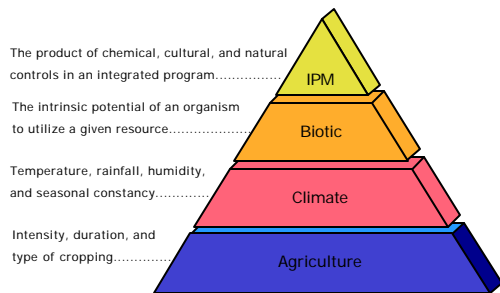 The product of chemical, cultural, and natural
controls in an integrated program................
IPM
The intrinsic potential of an organism
to utilize a given resource....................
Biotic
Temperature, rainfall, humidity,
and seasonal constancy.............
Climate
Intensity, duration, and
type of cropping..............
Agriculture